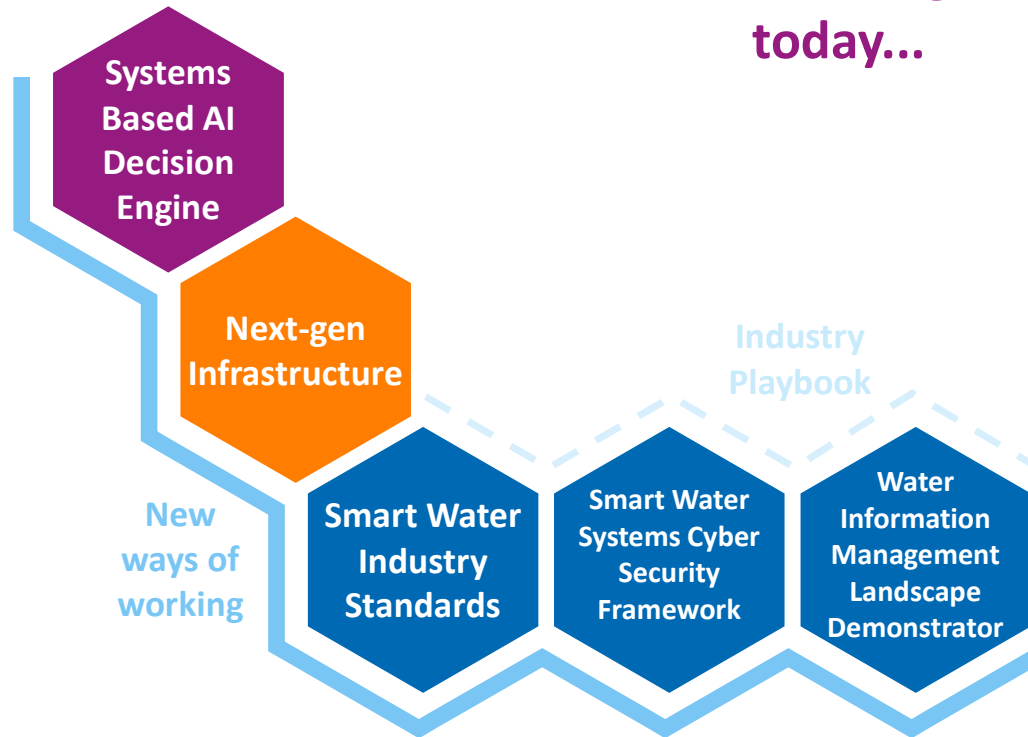 today...
Systems
Based AI
Decision
Engine
Next-gen
Infrastructure
Industry
Playbook
New
ways of
working
Smart Water
Industry
Standards
Smart Water
Systems Cyber
Security
Framework
Water
Information
Management
Landscape
Demonstrator